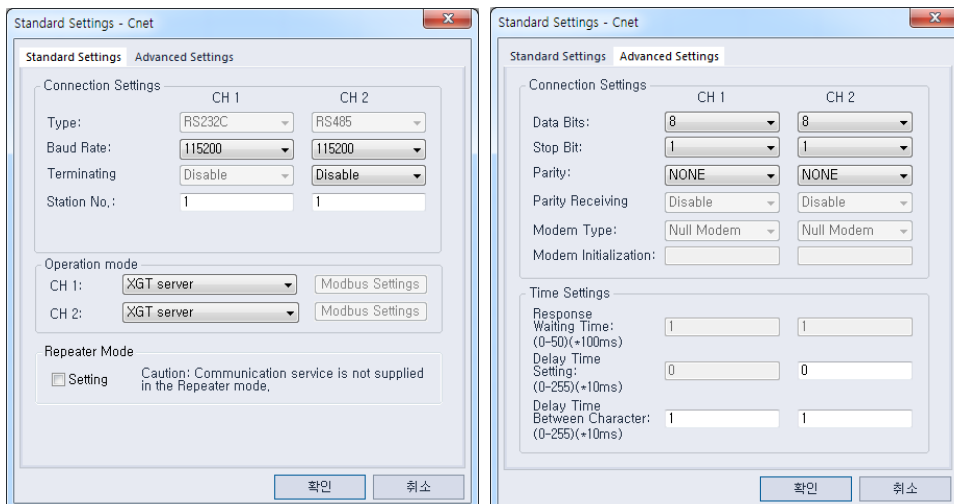 Standard Settings - Cnet
Standard Settings Advanced Settings
Connection Settings
CH 1 CH 2
Type: RS232C RS485
Baud Rate: 115200 115200
Terminating Disable Disable
Station No.: 1 1
Operation mode
CH 1: XGT server Modbus Settings
CH 2: XGT server Modbus Settings
Repeater Mode
Setting Caution: Communication service is not supplied
in the Repeater mode.
확인 취소
Standard Settings - Cnet
Standard Settings Advanced Settings
Connection Settings
CH 1 CH 2
Data Bits: 8 8
Stop Bit: 1 1
Parity: NONE NONE
Parity Receiving Disable Disable
Modem Type: Null Modem Null Modem
Modem Initialization:
Time Settings
Response
Waiting Time: 1 1
(0-50)(*100ms)
Delay Time
Setting: 0 0
(0-255)(*10ms)
Delay Time
Between Character: 1 1
(0-255)(*10ms)
확인 취소